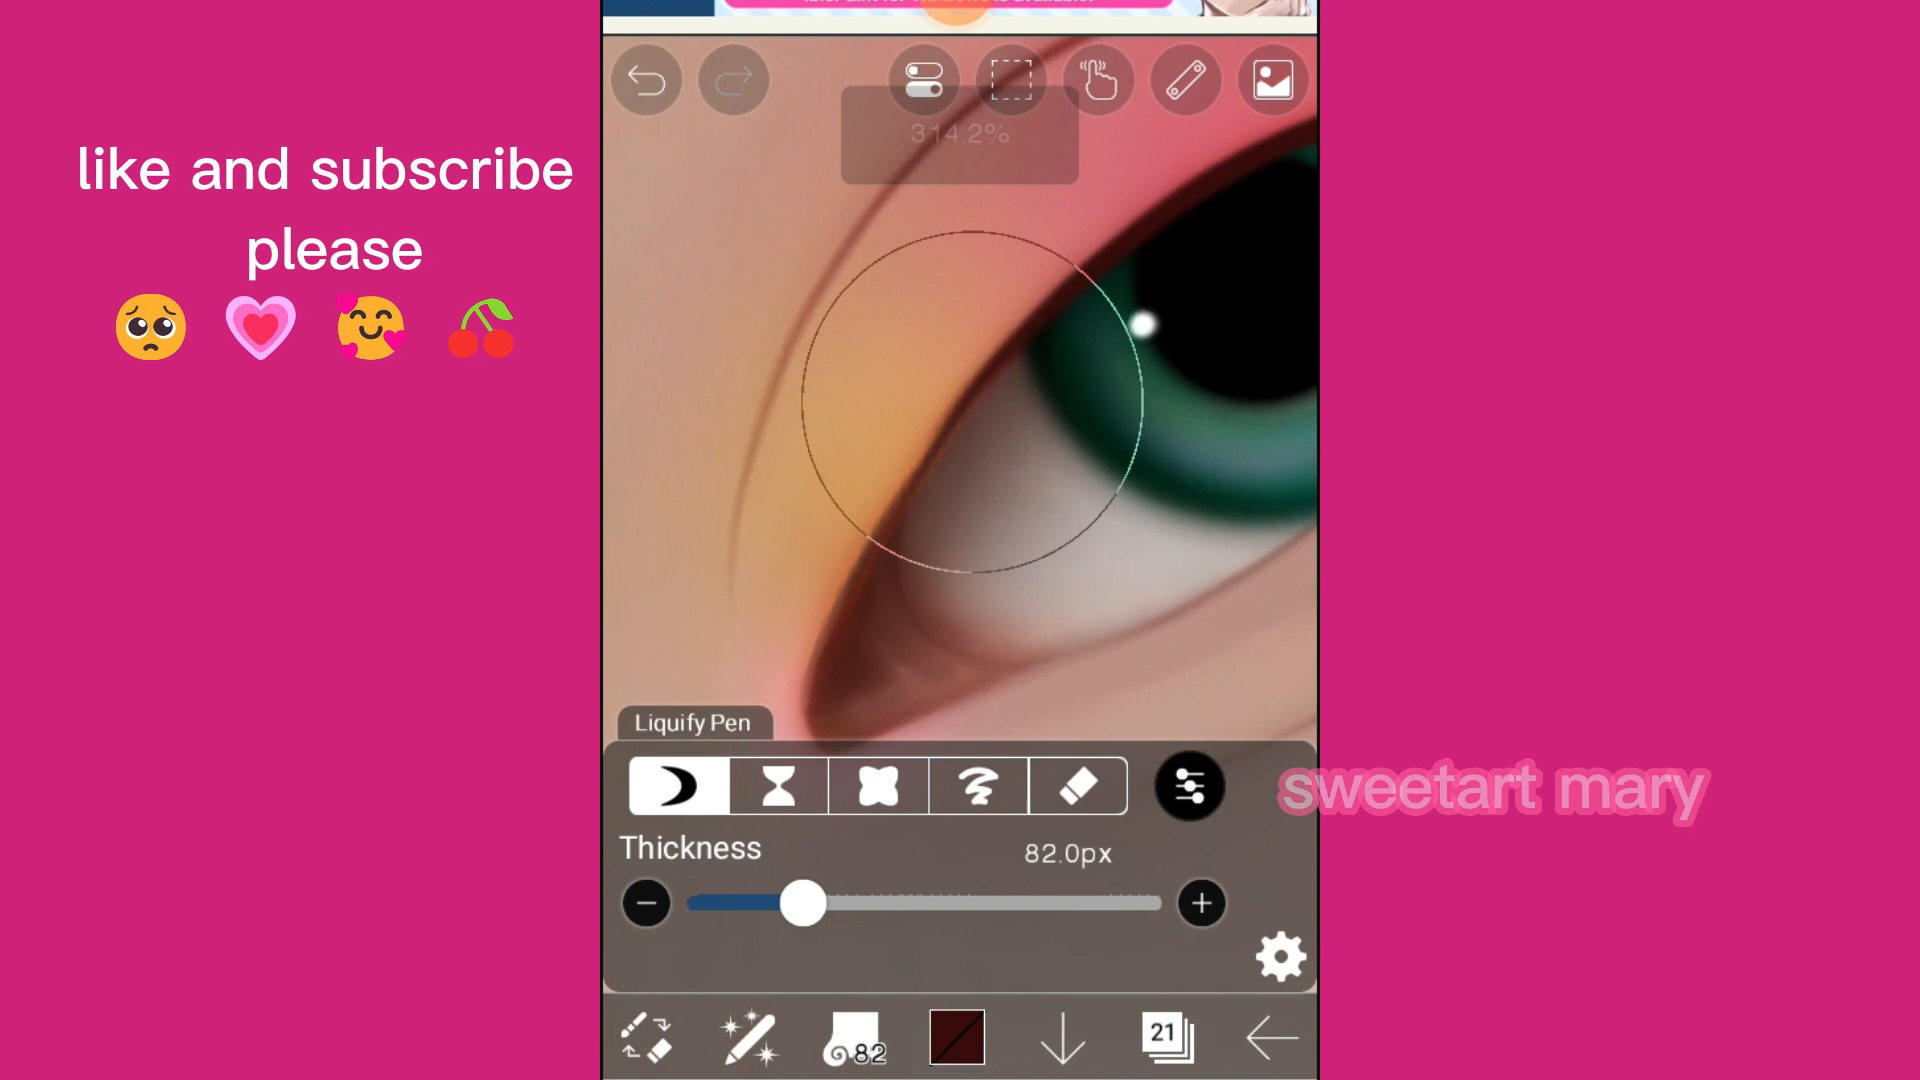 like and subscribe
please
314.2%
Liquify Pen
Thickness
82.0px
sweetart mary
82
21